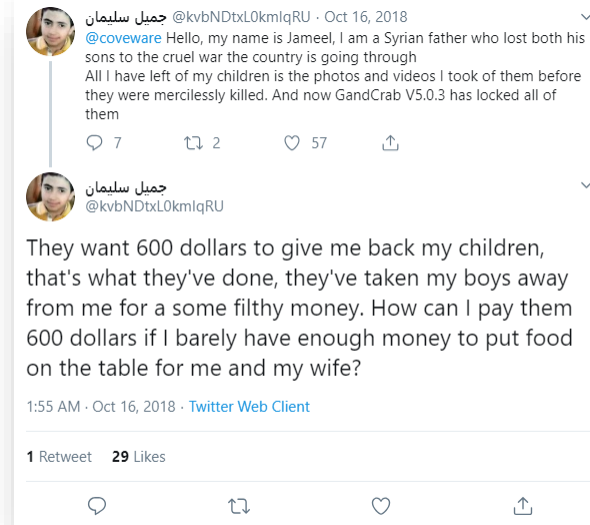 جميل سليمان @kvbNDtxL0kmlqRU · Oct 16, 2018
@coveware Hello, my name is Jameel, I am a Syrian father who lost both his
sons to the cruel war the country is going through
All I have left of my children is the photos and videos I took of them before
they were mercilessly killed. And now GandCrab V5.0.3 has locked all of
them
7 2 57
جميل سليمان
@kvbNDtxL0kmlqRU
They want 600 dollars to give me back my children,
that's what they've done, they've taken my boys away
from me for a some filthy money. How can I pay them
600 dollars if I barely have enough money to put food
on the table for me and my wife?
1:55 AM · Oct 16, 2018 · Twitter Web Client
1 Retweet 29 Likes